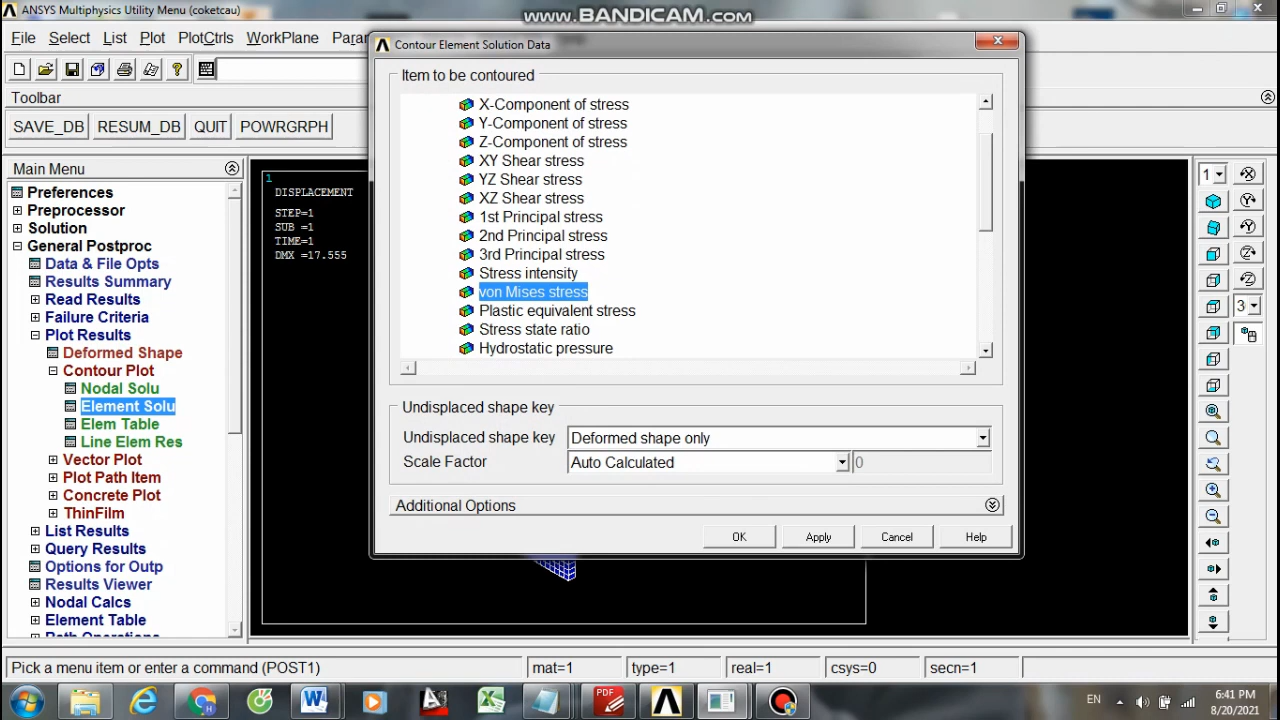 www.BANDICAM.com
ANSYS Multiphysics Utility Menu (coketcau)
File Select List Plot PlotCtrls WorkPlane
Toolbar
SAVE_DB RESUM_DB QUIT POWRGRPH
Main Menu
Preferences
Preprocessor
Solution
General Postproc
Data & File Opts
Results Summary
Read Results
Failure Criteria
Plot Results
Deformed Shape
Contour Plot
Nodal Solu
Element Solu
Elem Table
Line Elem Res
Vector Plot
Plot Path Item
Concrete Plot
ThinFilm
List Results
Query Results
Options for Outp
Results Viewer
Nodal Calcs
Element Table
Path Operations
1
DISPLACEMENT
STEP=1
SUB =1
TIME=1
DMX =17.555
Contour Element Solution Data
Item to be contoured
X-Component of stress
Y-Component of stress
Z-Component of stress
XY Shear stress
YZ Shear stress
XZ Shear stress
1st Principal stress
2nd Principal stress
3rd Principal stress
Stress intensity
von Mises stress
Plastic equivalent stress
Stress state ratio
Hydrostatic pressure
Undisplaced shape key
Undisplaced shape key Deformed shape only
Scale Factor Auto Calculated 0
Additional Options
OK Apply Cancel Help
1
3
Pick a menu item or enter a command (POST1) mat=1 type=1 real=1 csys=0 secn=1
PDF
EN
6:41 PM
8/20/2021